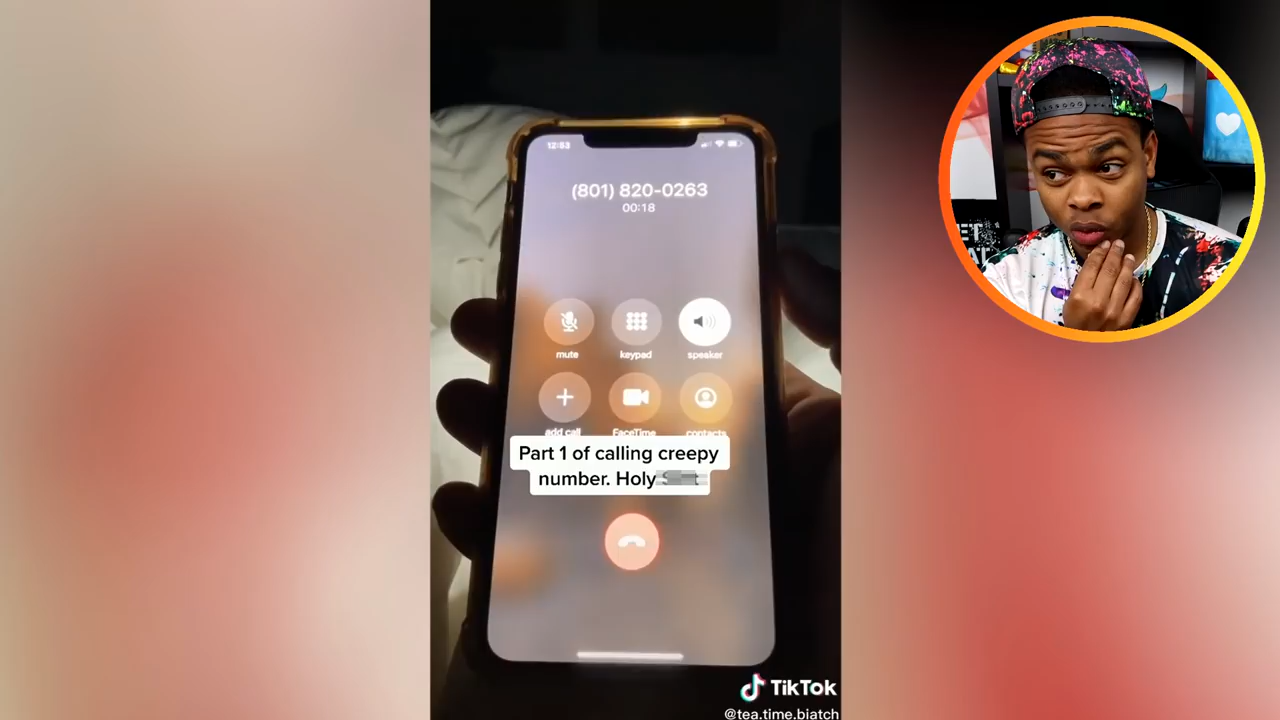 12:53
(801) 820-0263
00:18
mute
keypad
speaker
add call
FaceTime
contacts
Part 1 of calling creepy
number. Holy
TikTok
@tea.time.biatch